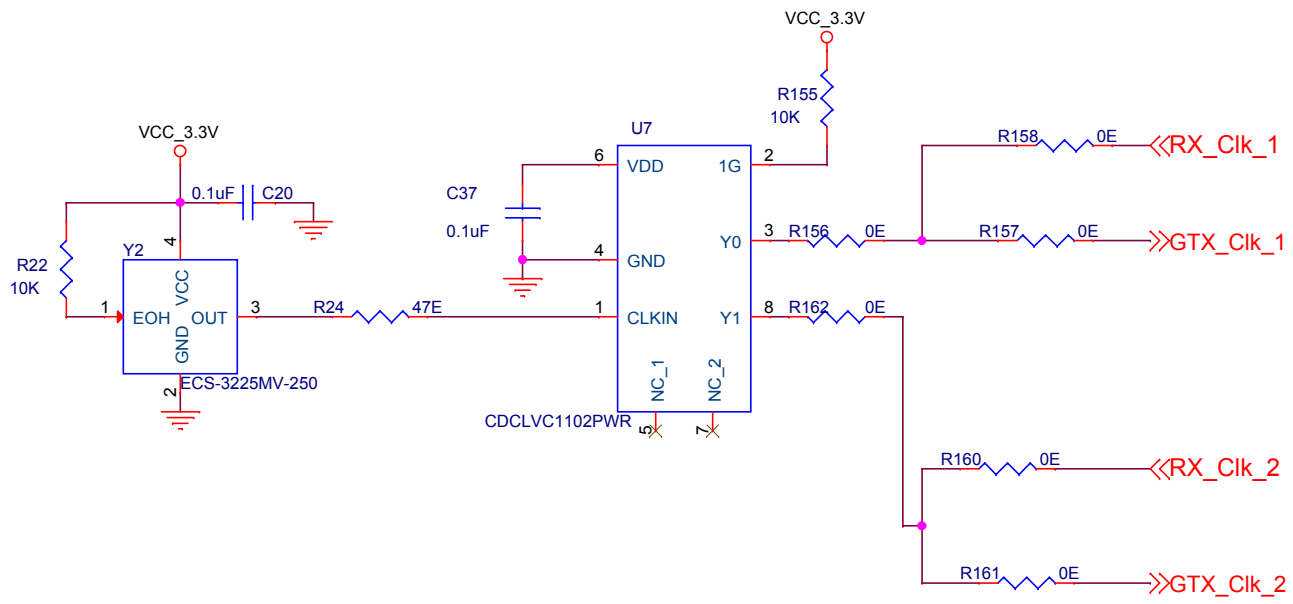 VCC_3.3V
R155
10K
U7
VCC_3.3V
R158 0E
RX_Clk_1
6 VDD 1G 2
0.1uF C20
C37
0.1uF
4
Y2
3 Y0 R156 0E
R157 0E
GTX_Clk_1
4 GND
R22
10K
VCC
1 EOH OUT 3
GND
R24 47E
1 CLKIN
Y1 8
R162 0E
2
ECS-3225MV-250
NC_1
NC_2
CDCLVC1102PWR
5
7
R160 0E
RX_Clk_2
R161 0E
GTX_Clk_2